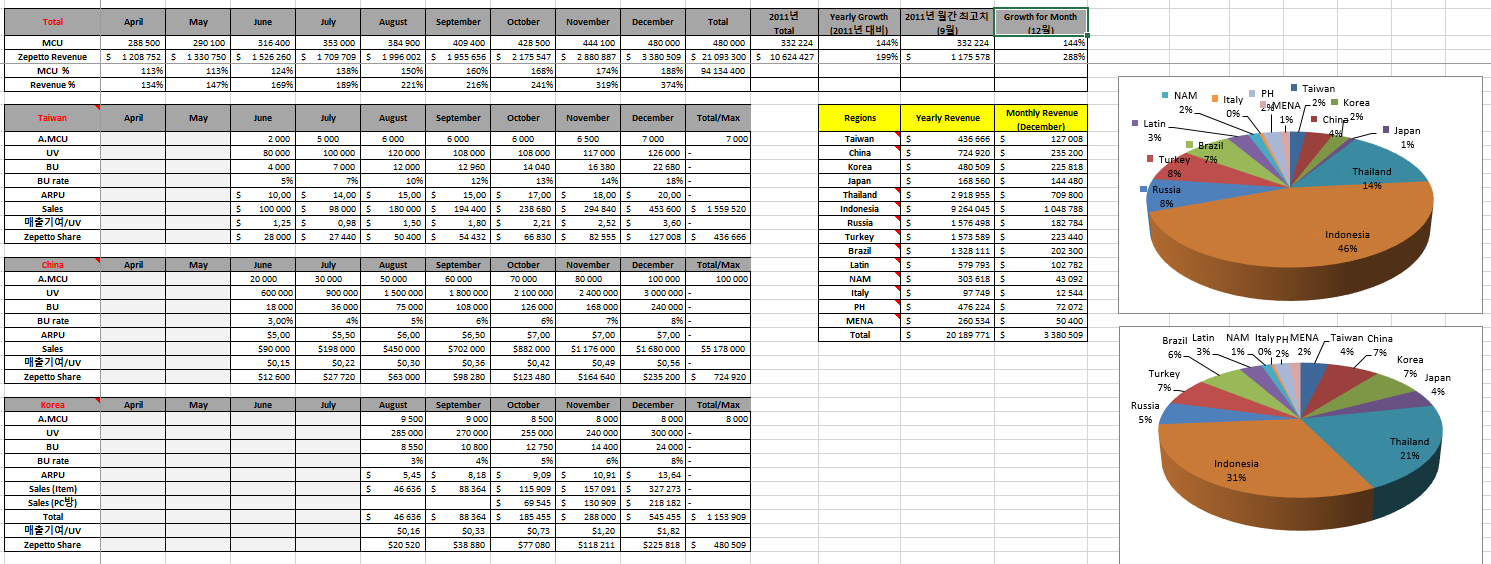 Total April May June July August September October November December Total 2011년 Total Yearly Growth (2011년 대비) 2011년 월간 최고치 (9월) Growth for Month (12월)
MCU 288 500 290 100 316 400 353 000 384 900 409 400 428 500 444 100 480 000 480 000 332 224 144% 332 224 144%
Zepetto Revenue $ 1 208 752 $ 1 330 750 $ 1 526 260 $ 1 709 709 $ 1 996 002 $ 1 955 656 $ 2 175 547 $ 2 880 887 $ 3 380 509 $ 21 093 300 $ 10 624 427 199% $ 1 175 578 288%
MCU % 113% 113% 124% 138% 150% 160% 168% 174% 188% 94 134 400
Revenue % 134% 147% 169% 189% 221% 216% 241% 319% 374%
Taiwan April May June July August September October November December Total/Max
A.MCU 2 000 5 000 6 000 6 000 6 000 6 500 7 000 7 000
UV 80 000 100 000 120 000 108 000 108 000 117 000 126 000 -
BU 4 000 7 000 12 000 12 960 14 040 16 380 22 680 -
BU rate 5% 7% 10% 12% 13% 14% 18% -
ARPU $ 10,00 $ 14,00 $ 15,00 $ 15,00 $ 17,00 $ 18,00 $ 20,00 -
Sales $ 100 000 $ 98 000 $ 180 000 $ 194 400 $ 238 680 $ 294 840 $ 453 600 $ 1 559 520
매출기여/UV $ 1,25 $ 0,98 $ 1,50 $ 1,80 $ 2,21 $ 2,52 $ 3,60 -
Zepetto Share $ 28 000 $ 27 440 $ 50 400 $ 54 432 $ 66 830 $ 82 555 $ 127 008 $ 436 666
China April May June July August September October November December Total/Max
A.MCU 20 000 30 000 50 000 60 000 70 000 80 000 100 000 100 000
UV 600 000 900 000 1 500 000 1 800 000 2 100 000 2 400 000 3 000 000 -
BU 18 000 36 000 75 000 108 000 126 000 168 000 240 000 -
BU rate 3,00% 4% 5% 6% 6% 7% 8% -
ARPU $5,00 $5,50 $6,00 $6,50 $7,00 $7,00 $7,00 -
Sales $90 000 $198 000 $450 000 $702 000 $882 000 $1 176 000 $1 680 000 $5 178 000
매출기여/UV $0,15 $0,22 $0,30 $0,36 $0,42 $0,49 $0,56 -
Zepetto Share $12 600 $27 720 $63 000 $98 280 $123 480 $164 640 $235 200 $ 724 920
Korea April May June July August September October November December Total/Max
A.MCU 9 500 9 000 8 500 8 000 8 000 8 000
UV 285 000 270 000 255 000 240 000 300 000 -
BU 8 550 10 800 12 750 14 400 24 000 -
BU rate 3% 4% 5% 6% 8% -
ARPU $ 5,45 $ 8,18 $ 9,09 $ 10,91 $ 13,64 -
Sales (Item) $ 46 636 $ 88 364 $ 115 909 $ 157 091 $ 327 273 -
Sales (PC방) $ 69 545 $ 130 909 $ 218 182 -
Total $ 46 636 $ 88 364 $ 185 455 $ 288 000 $ 545 455 $ 1 153 909
매출기여/UV $0,16 $0,33 $0,73 $1,20 $1,82
Zepetto Share $20 520 $38 880 $77 080 $118 211 $225 818 $ 480 509
Regions Yearly Revenue Monthly Revenue (December)
Taiwan $ 436 666 $ 127 008
China $ 724 920 $ 235 200
Korea $ 480 509 $ 225 818
Japan $ 168 560 $ 144 480
Thailand $ 2 918 955 $ 709 800
Indonesia $ 9 264 045 $ 1 048 788
Russia $ 1 576 498 $ 182 784
Turkey $ 1 573 589 $ 223 440
Brazil $ 1 328 111 $ 202 300
Latin $ 579 793 $ 102 782
NAM $ 303 618 $ 43 092
Italy $ 97 749 $ 12 544
PH $ 476 224 $ 72 072
MENA $ 260 534 $ 50 400
Total $ 20 189 771 $ 3 380 509
NAM 2%
Italy 0%
PH 2%
MENA 1%
Taiwan 2%
Korea 2%
China 4%
Japan 1%
Latin 3%
Brazil 7%
Turkey 8%
Russia 8%
Thailand 14%
Indonesia 46%
Brazil 6%
Latin 3%
NAM 1%
Italy 0%
PH 2%
MENA 2%
Taiwan 4%
China 7%
Korea 7%
Japan 4%
Turkey 7%
Russia 5%
Thailand 21%
Indonesia 31%